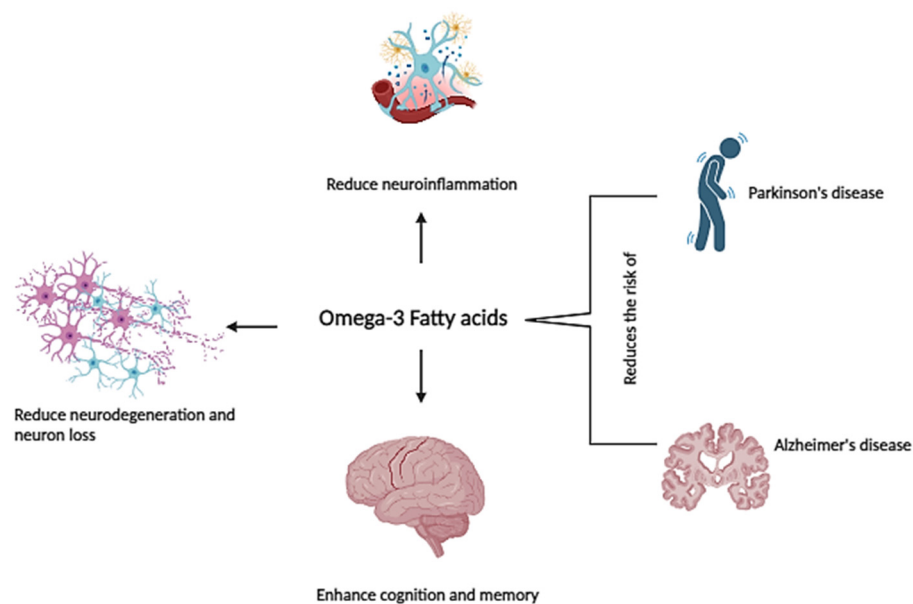 Reduce neuroinflammation
Parkinson's disease
Reduces the risk of
Omega-3 Fatty acids
Reduce neurodegeneration and
neuron loss
Alzheimer's disease
Enhance cognition and memory